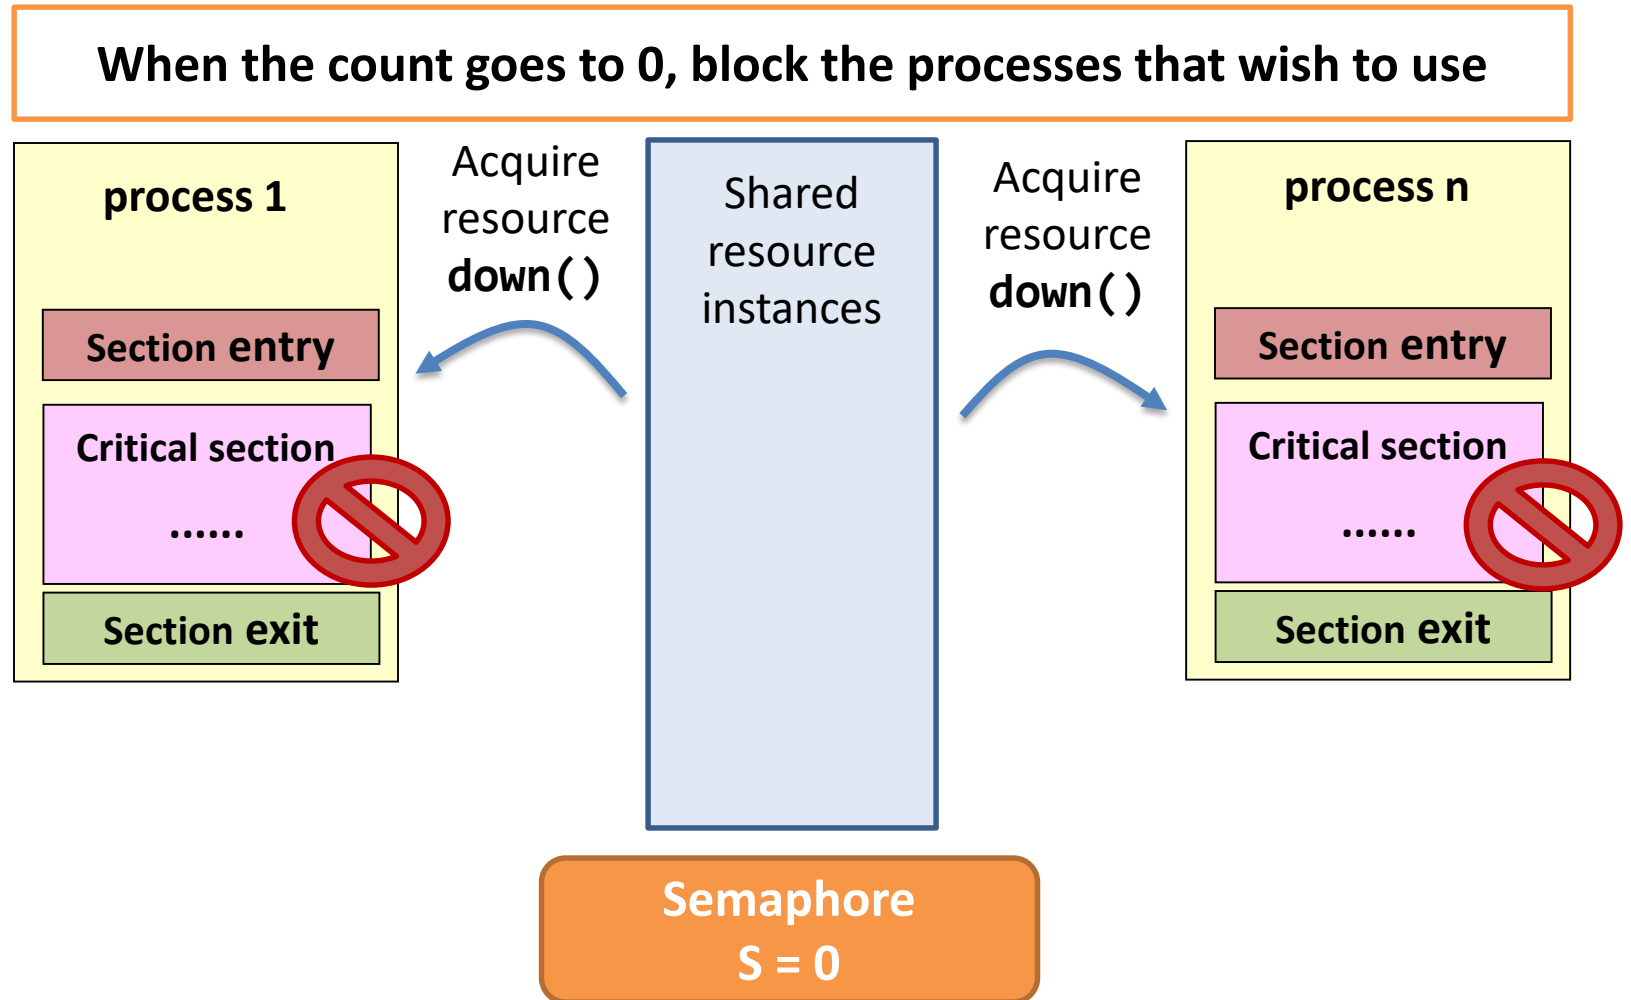 When the count goes to 0, block the processes that wish to use
process 1
Section entry
Critical section
......
Section exit
Acquire
resource
down()
Shared
resource
instances
Acquire
resource
down()
process n
Section entry
Critical section
......
Section exit
Semaphore
S = 0